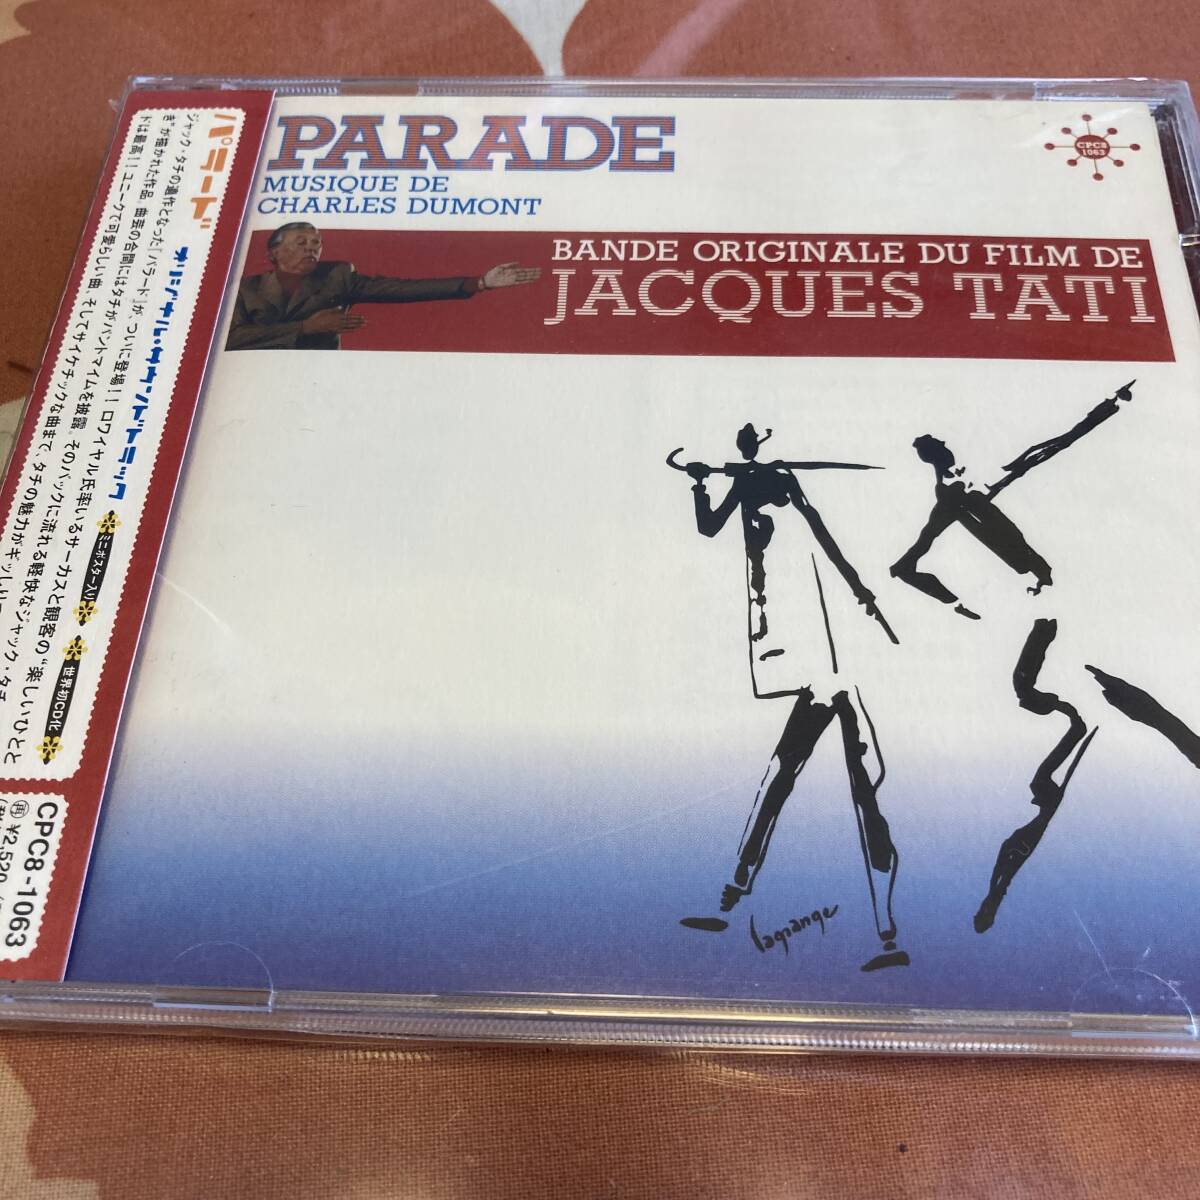 PARADE
MUSIQUE DE
CHARLES DUMONT
CPC8
1063
BANDE ORIGINALE DU FILM DE
JACQUES TATI
lagrange
パラード
オリジナル・サウンドトラック
ミニポスター入り
世界初CD化
ジャック・タチの遺作となった『パラード』が、ついに登場!! ロワイヤル氏率いるサーカスと観客の“楽しいひとと
き”が描かれた作品。曲芸の合間にはタチがパントマイムを披露。そのバックに流れる軽快なジャック・タチ
ドは最高!! ユニークで可愛らしい曲、そしてサイケチックな曲まで、タチの魅力がギッしり
CPC8-1063
再 ¥2,520